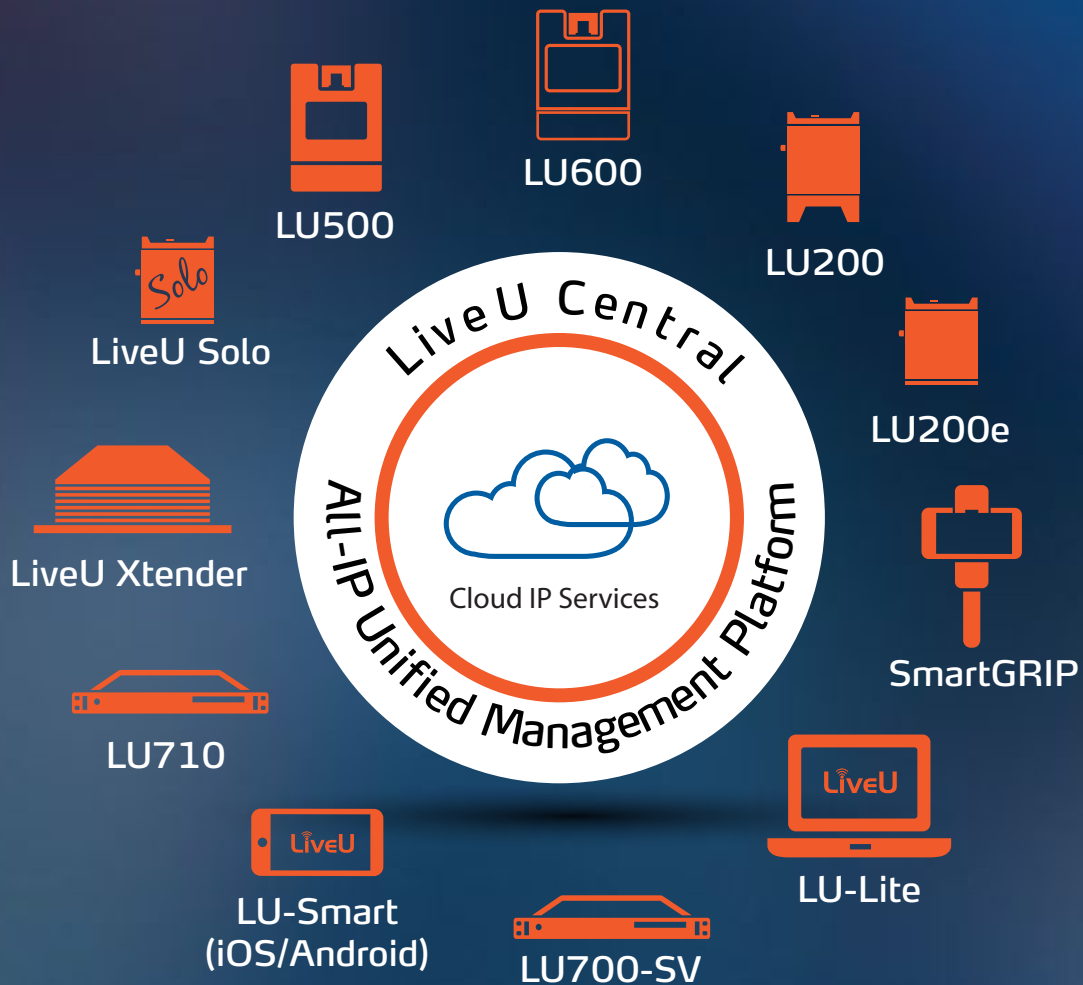 LU600
LU500
LU200
Solo
LiveU Solo
LU200e
LiveU Central
All-IP Unified Management Platform
Cloud IP Services
LiveU Xtender
SmartGRIP
LU710
LiveU
LU-Lite
LiveU
LU-Smart
(iOS/Android)
LU700-SV